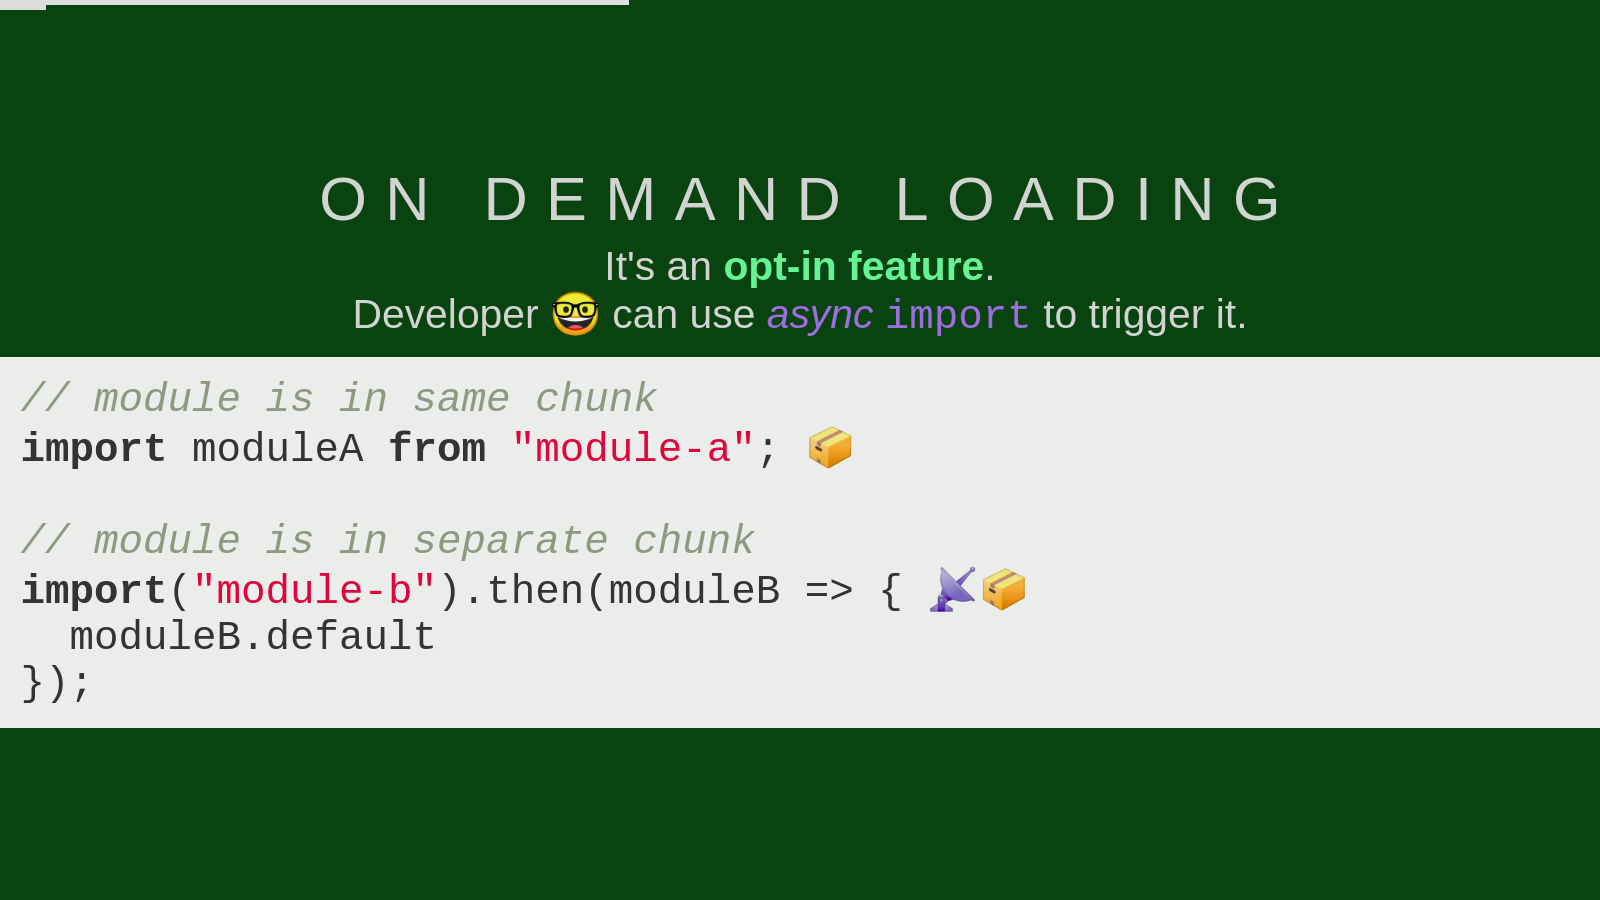 ON DEMAND LOADING
It's an opt-in feature.
Developer 🤓 can use async import to trigger it.
// module is in same chunk
import moduleA from "module-a"; 📦
// module is in separate chunk
import("module-b").then(moduleB => { 📡📦
  moduleB.default
});